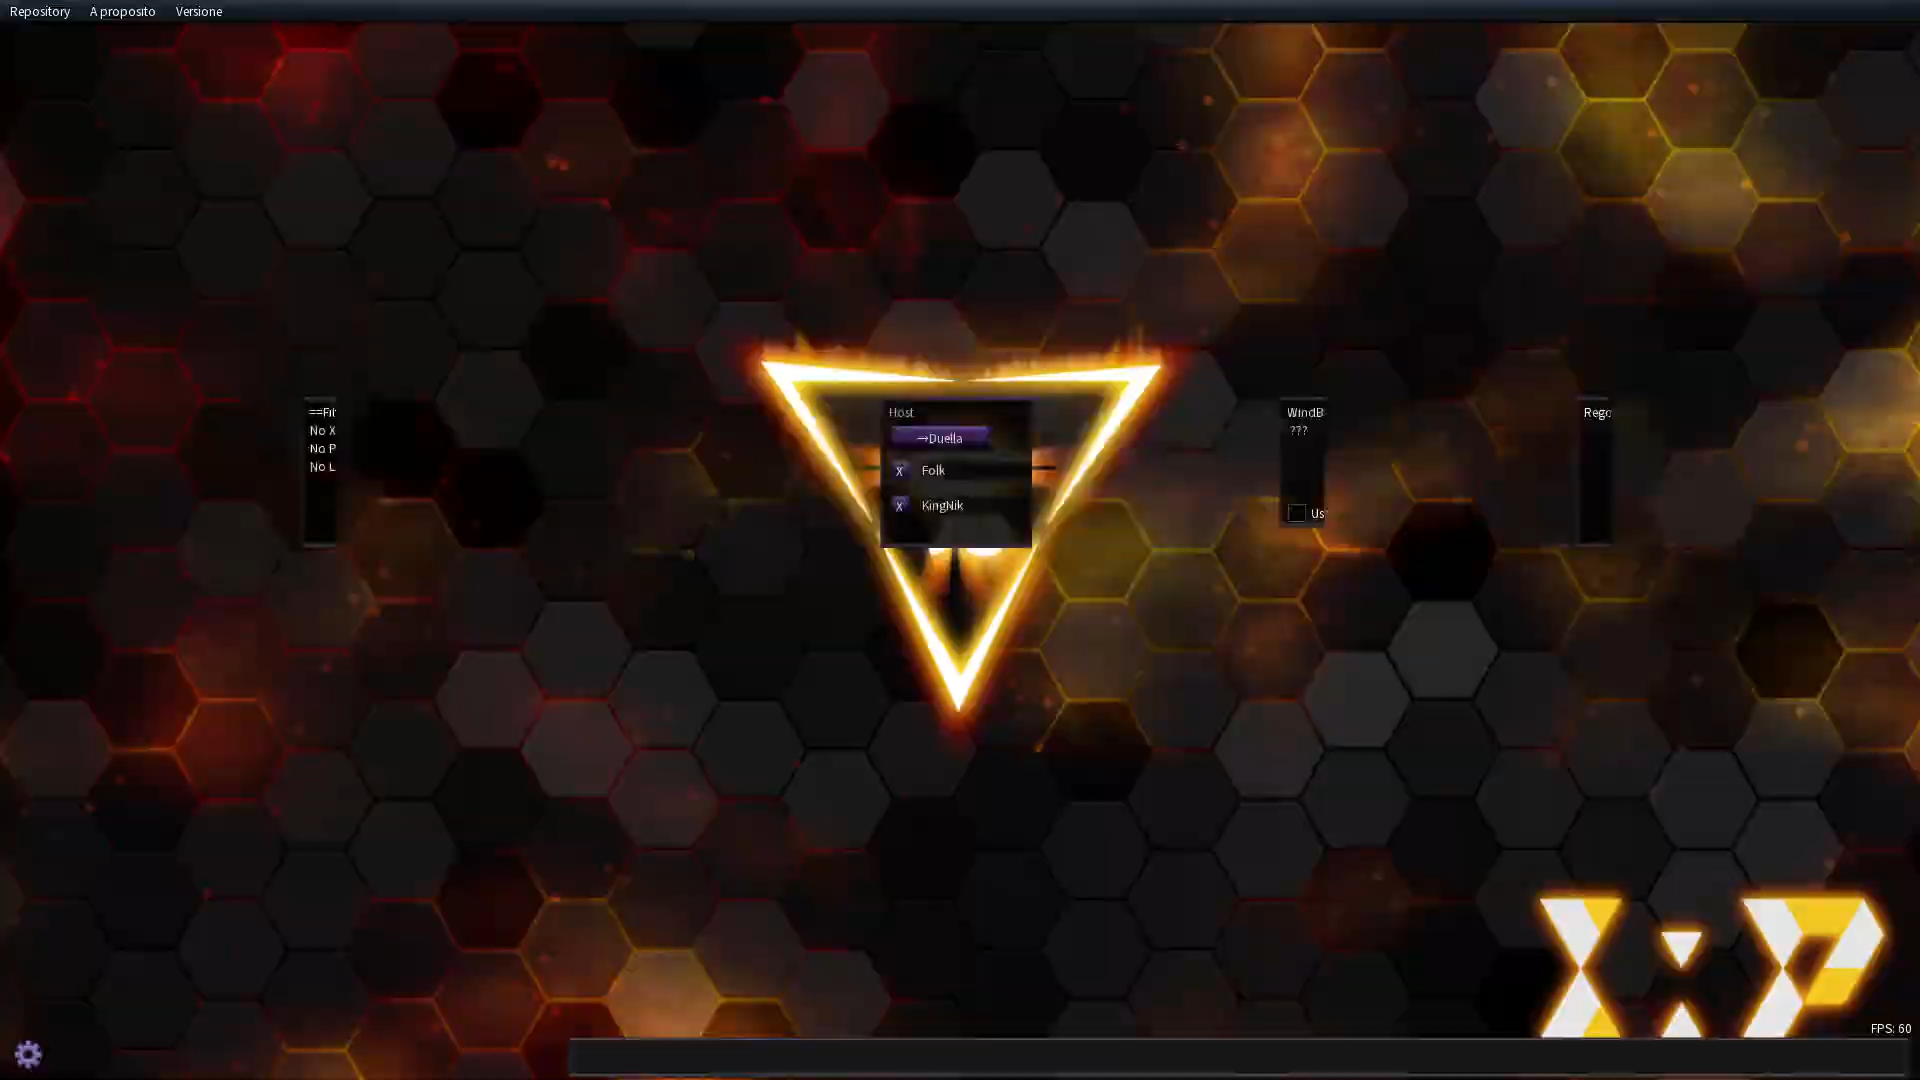 Repository A proposito Versione
==Fi
No X
No P
No L
Host
→Duella
X Folk
X KingNik
WindB
???
Us
Rego
X:P
FPS: 60